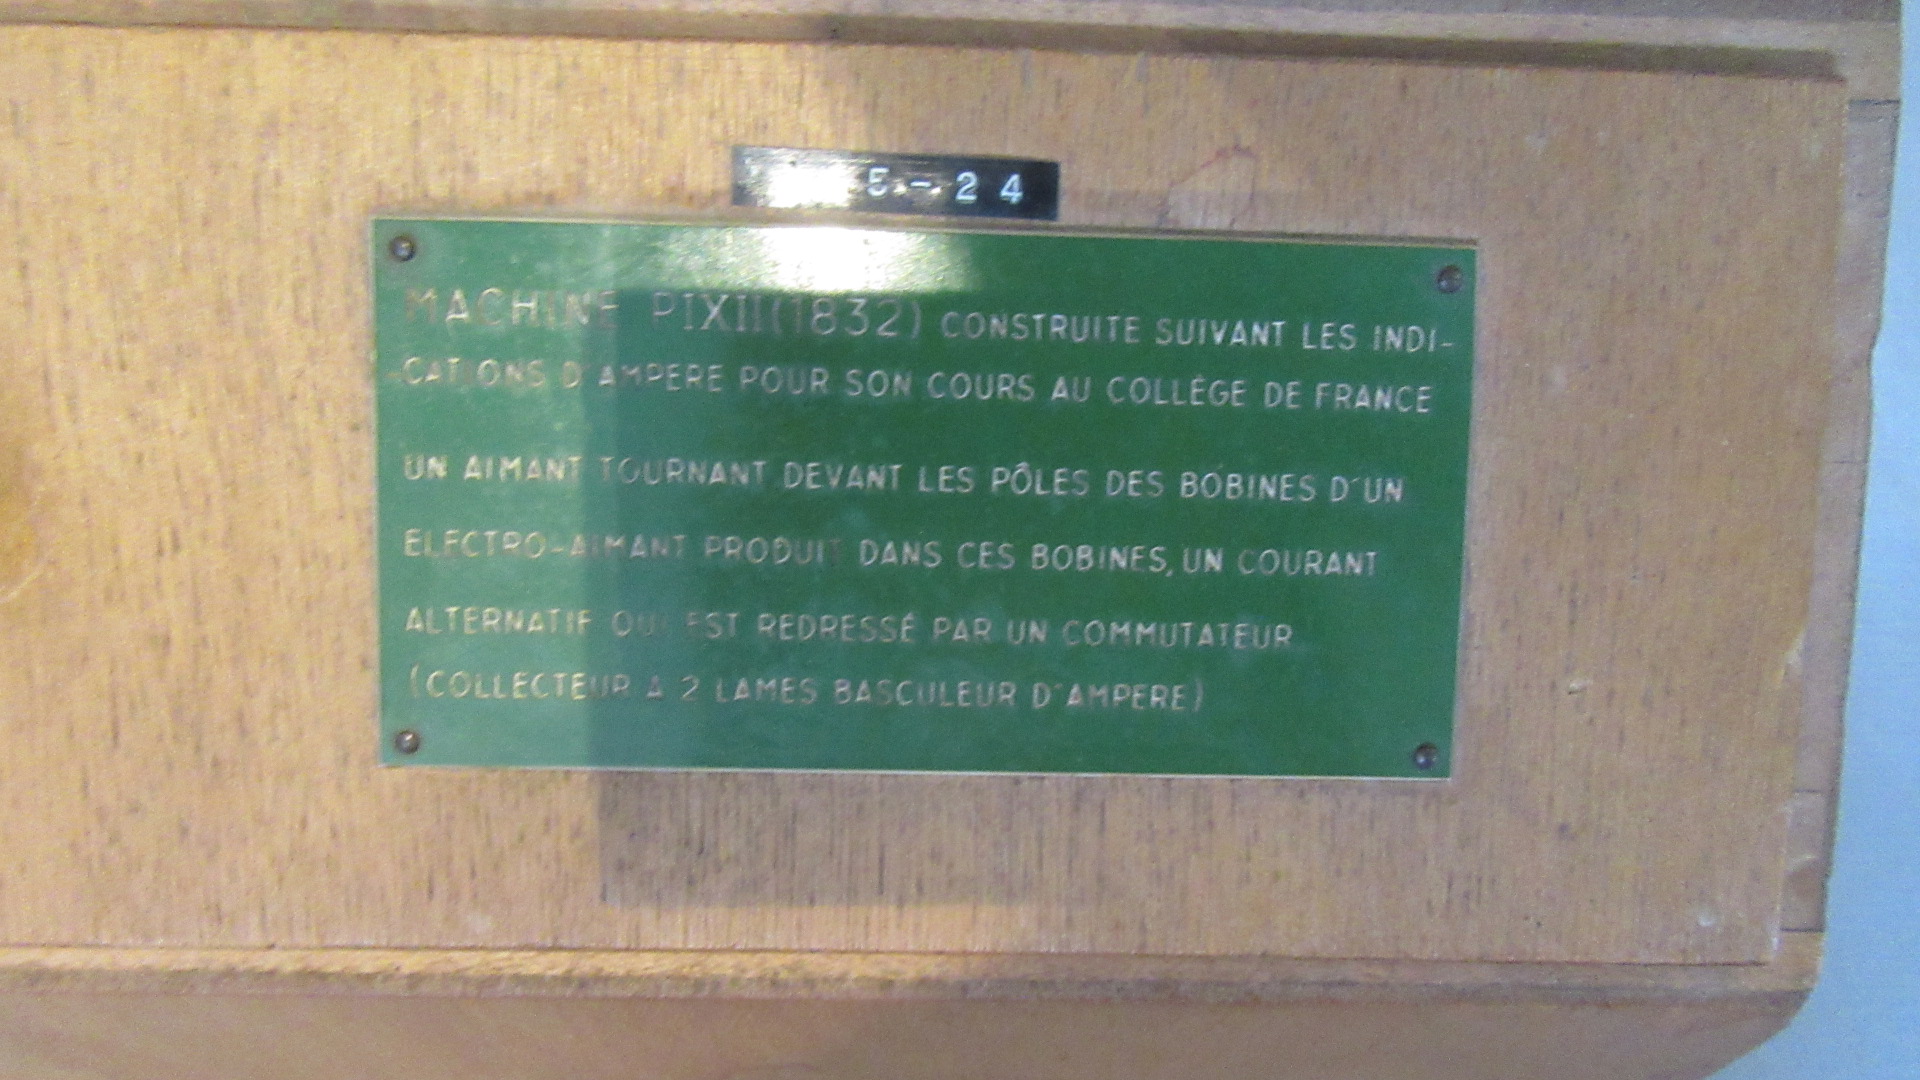 5-24
MACHINE PIXII (1832) CONSTRUITE SUIVANT LES INDI-
CATIONS D'AMPERE POUR SON COURS AU COLLÈGE DE FRANCE
UN AIMANT TOURNANT DEVANT LES PÔLES DES BOBINES D'UN
ELECTRO-AIMANT PRODUIT DANS CES BOBINES, UN COURANT
ALTERNATIF QUI EST REDRESSÉ PAR UN COMMUTATEUR
(COLLECTEUR A 2 LAMES BASCULEUR D'AMPERE)